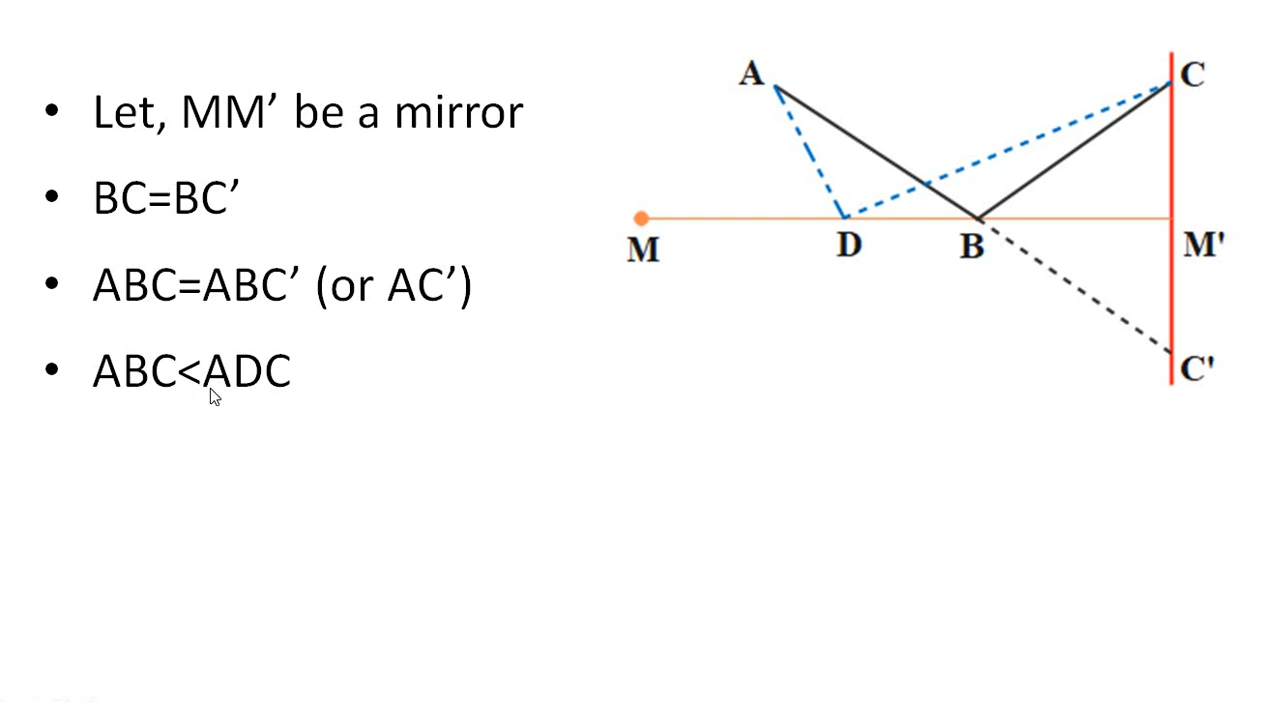 • Let, MM’ be a mirror
• BC=BC’
• ABC=ABC’ (or AC’)
• ABC<ADC
A
C
M
D
B
M'
C'